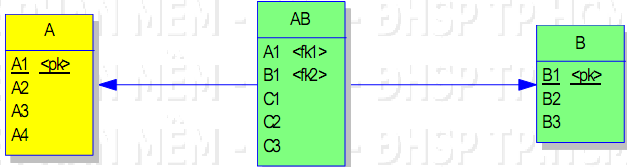 A
A1 <pk>
A2
A3
A4
AB
A1 <fk1>
B1 <fk2>
C1
C2
C3
B
B1 <pk>
B2
B3